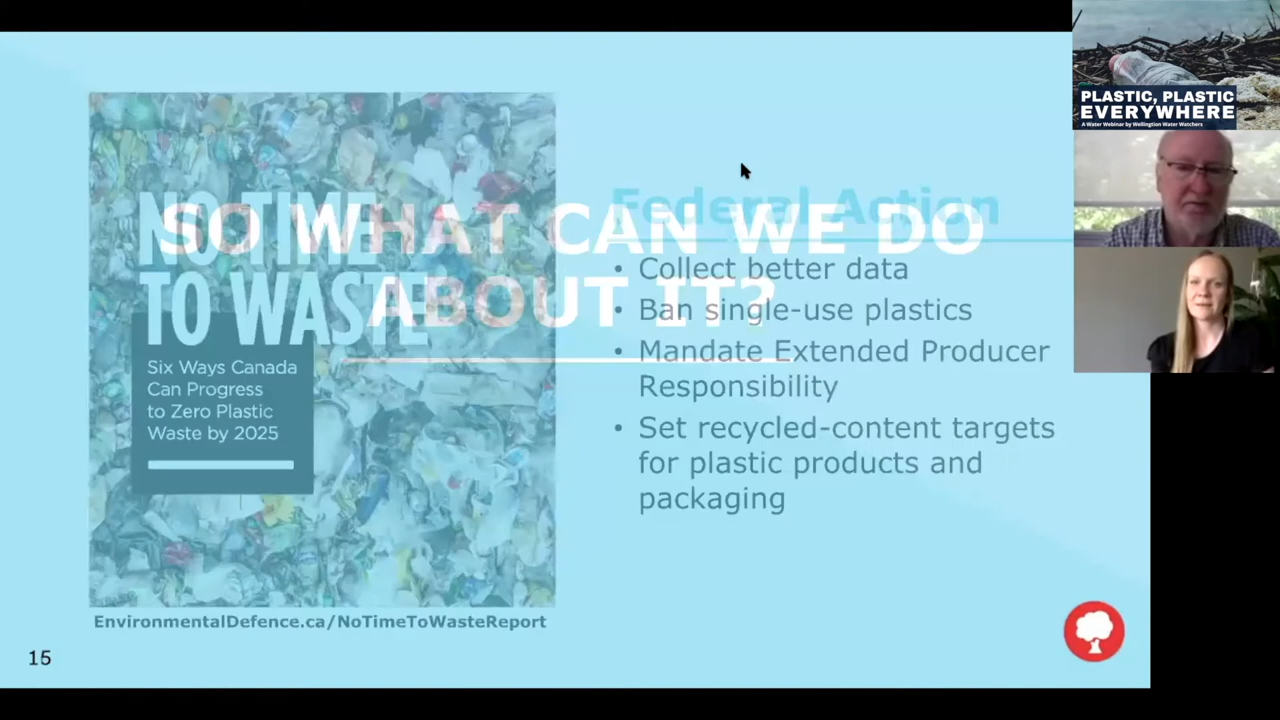 PLASTIC, PLASTIC
EVERYWHERE
A Water Webinar by Wellington Water Watchers
SO WHAT CAN WE DO
ABOUT IT?
NO TIME
TO WASTE
Six Ways Canada
Can Progress
to Zero Plastic
Waste by 2025
EnvironmentalDefence.ca/NoTimeToWasteReport
Federal Action
• Collect better data
• Ban single-use plastics
• Mandate Extended Producer
Responsibility
• Set recycled-content targets
for plastic products and
packaging
15